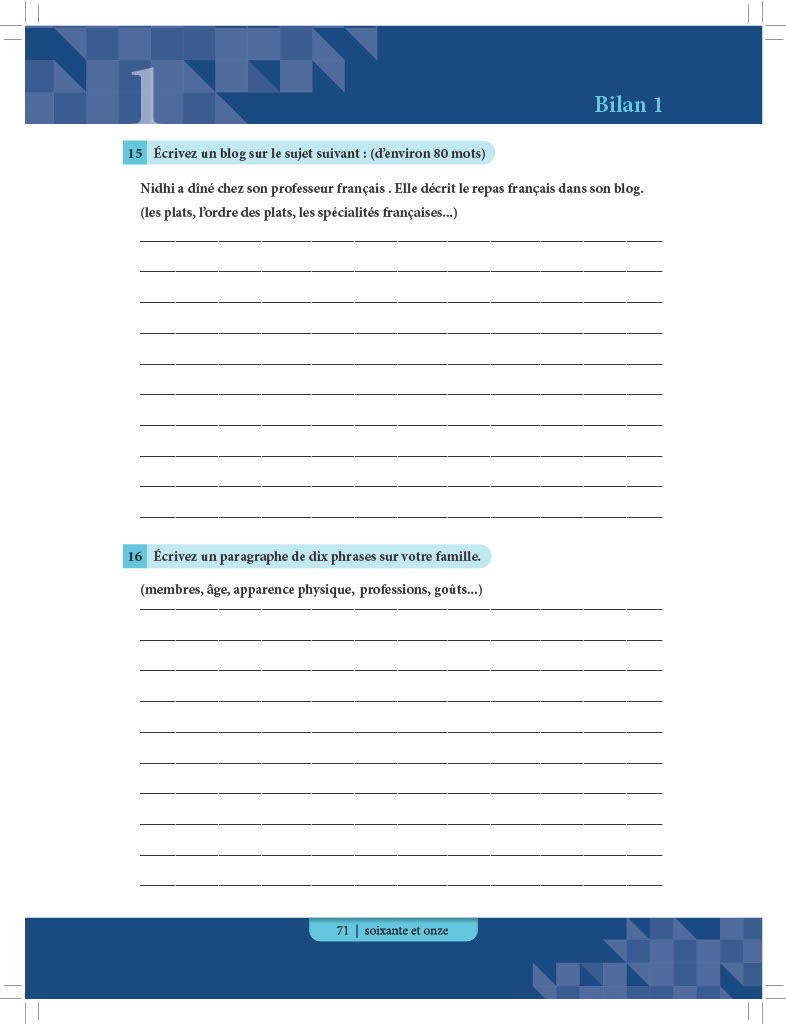 1
Bilan 1
15 Écrivez un blog sur le sujet suivant : (d'environ 80 mots)
Nidhi a dîné chez son professeur français . Elle décrit le repas français dans son blog.
(les plats, l'ordre des plats, les spécialités françaises...)
16 Écrivez un paragraphe de dix phrases sur votre famille.
(membres, âge, apparence physique, professions, goûts...)
71 | soixante et onze